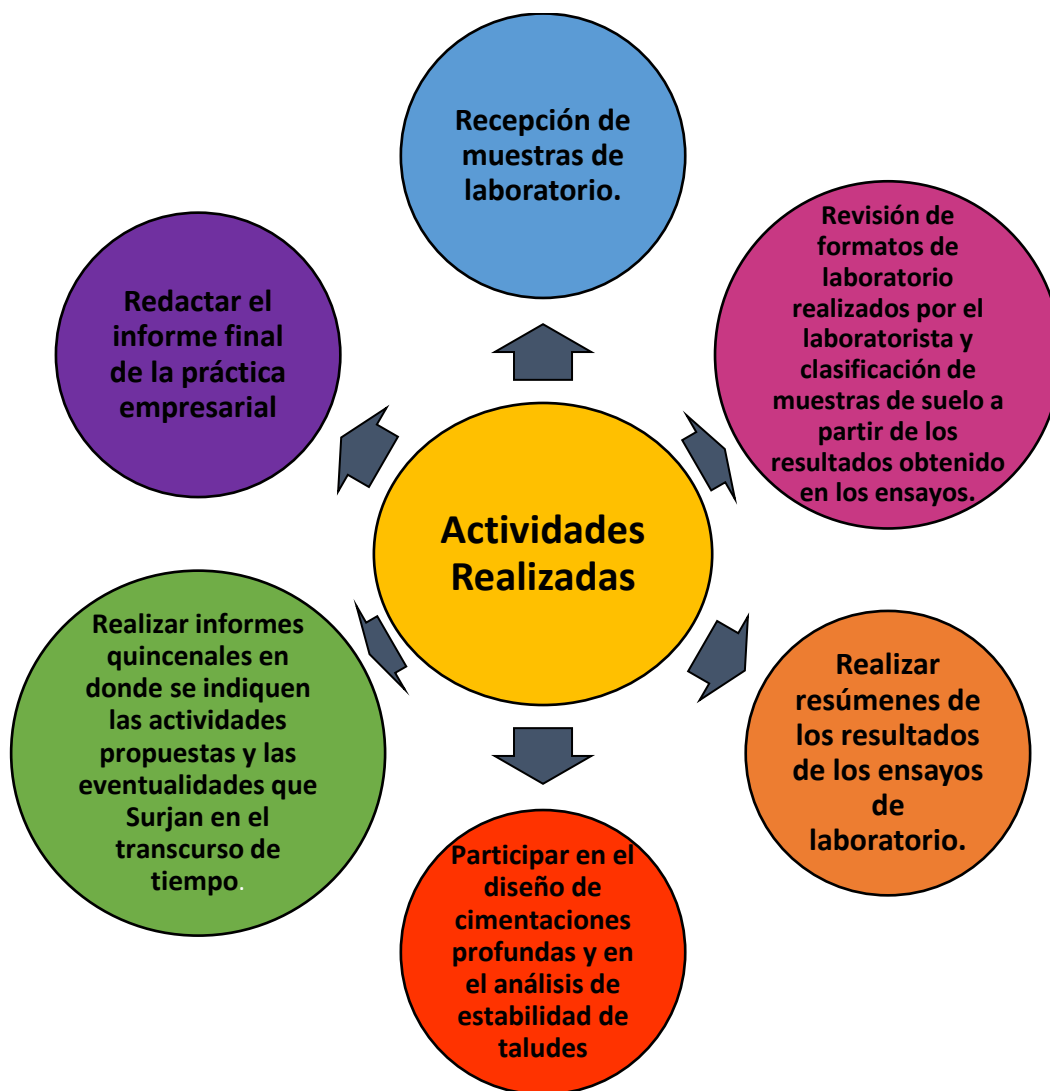 Recepción de
muestras de
laboratorio.
Revisión de
formatos de
laboratorio
realizados por el
laboratorista y
clasificación de
muestras de suelo a
partir de los
resultados obtenido
en los ensayos.
Realizar
resúmenes de
los resultados
de los ensayos
de
laboratorio.
Participar en el
diseño de
cimentaciones
profundas y en
el análisis de
estabilidad de
taludes
Realizar informes
quincenales en
donde se indiquen
las actividades
propuestas y las
eventualidades que
Surjan en el
transcurso de
tiempo.
Redactar el
informe final
de la práctica
empresarial
Actividades
Realizadas